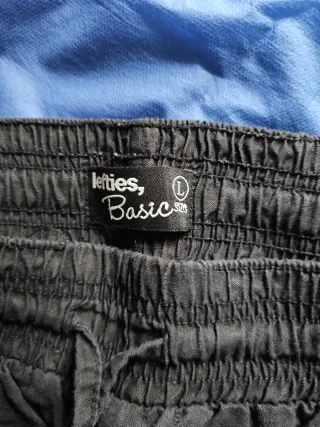 lefties,
L
Basic size